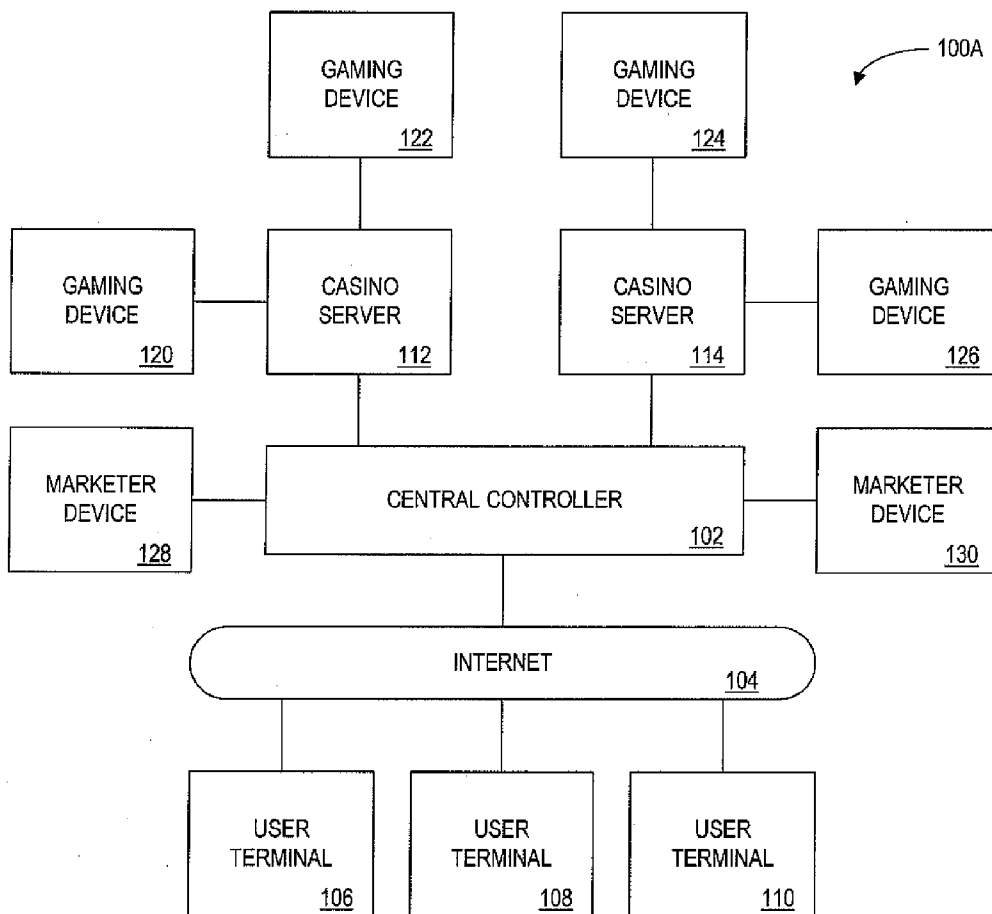 100A
GAMING
DEVICE
122
GAMING
DEVICE
124
GAMING
DEVICE
120
CASINO
SERVER
112
CASINO
SERVER
114
GAMING
DEVICE
126
MARKETER
DEVICE
128
CENTRAL CONTROLLER
102
MARKETER
DEVICE
130
INTERNET
104
USER
TERMINAL
106
USER
TERMINAL
108
USER
TERMINAL
110